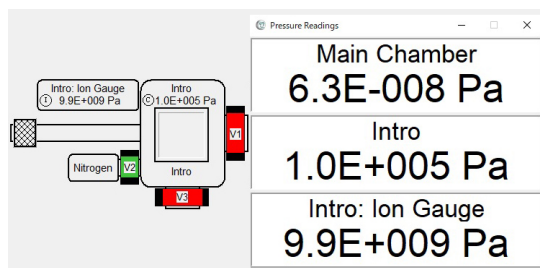 Intro: Ion Gauge
I 9.9E+009 Pa
Intro
C 1.0E+005 Pa
V1
Nitrogen
V2
Intro
V3
Pressure Readings
Main Chamber
6.3E-008 Pa
Intro
1.0E+005 Pa
Intro: Ion Gauge
9.9E+009 Pa